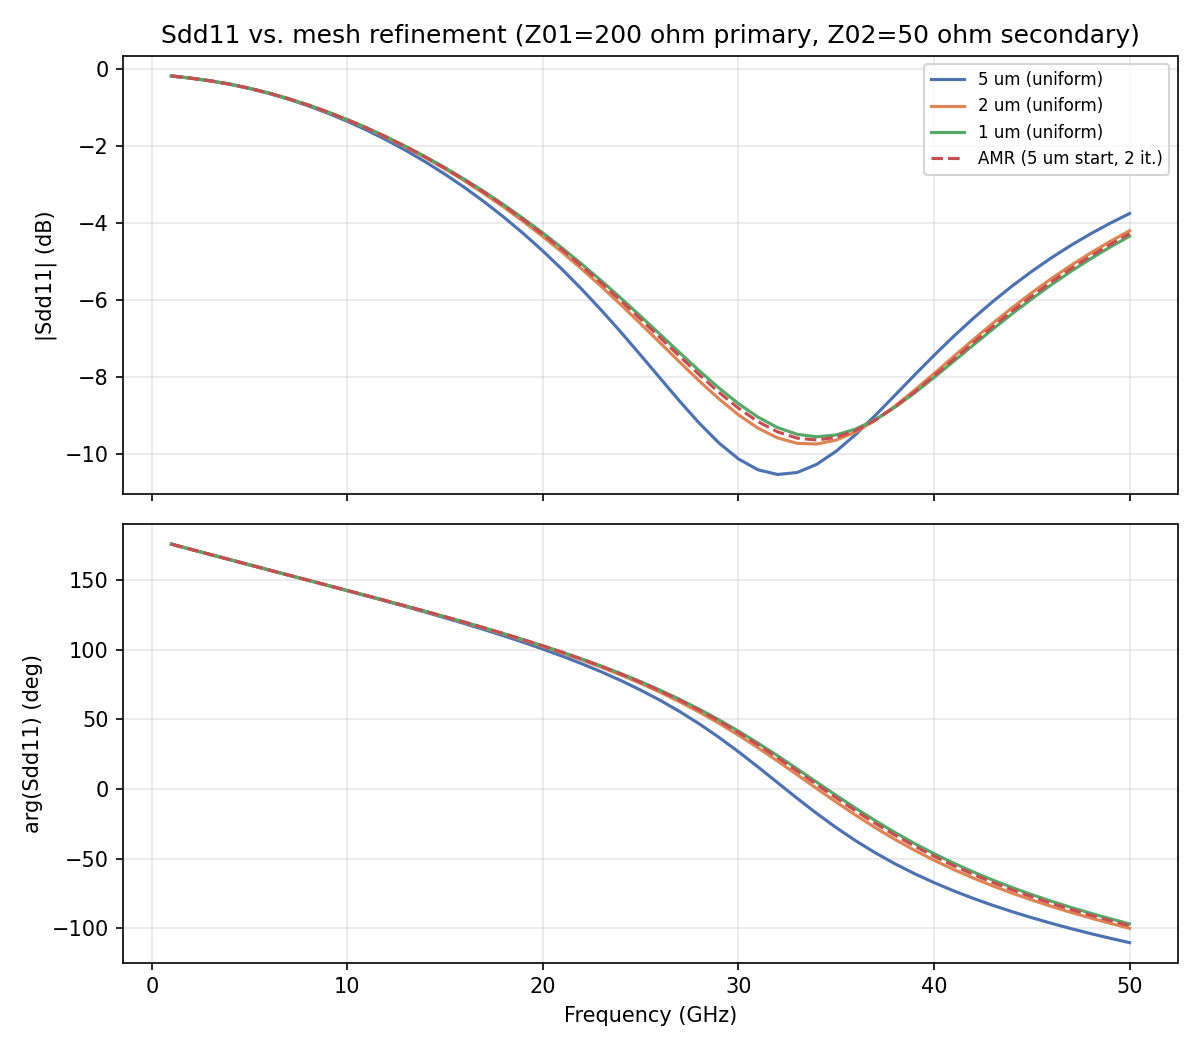 Sdd11 vs. mesh refinement (Z01=200 ohm primary, Z02=50 ohm secondary)
5 um (uniform)
2 um (uniform)
1 um (uniform)
AMR (5 um start, 2 it.)
|Sdd11| (dB)
0
−2
−4
−6
−8
−10
arg(Sdd11) (deg)
150
100
50
0
−50
−100
0 10 20 30 40 50
Frequency (GHz)